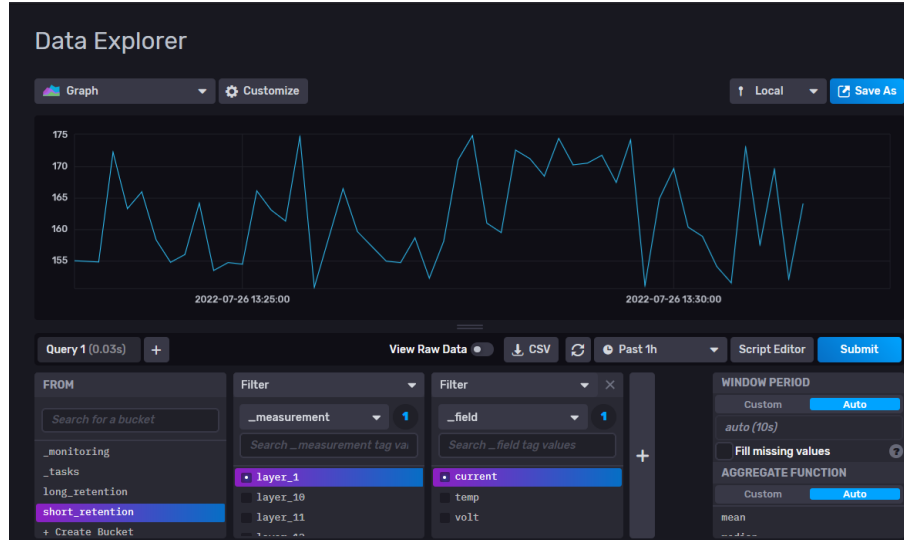 Data Explorer
Graph
Customize
Local
Save As
175
170
165
160
155
2022-07-26 13:25:00
2022-07-26 13:30:00
Query 1 (0.03s)
+
View Raw Data
CSV
Past 1h
Script Editor
Submit
FROM
Search for a bucket
_monitoring
_tasks
long_retention
short_retention
+ Create Bucket
Filter
_measurement
1
Search _measurement tag va
layer_1
layer_10
layer_11
Filter
×
_field
1
Search _field tag values
current
temp
volt
+
WINDOW PERIOD
Custom
Auto
auto (10s)
Fill missing values
?
AGGREGATE FUNCTION
Custom
Auto
mean